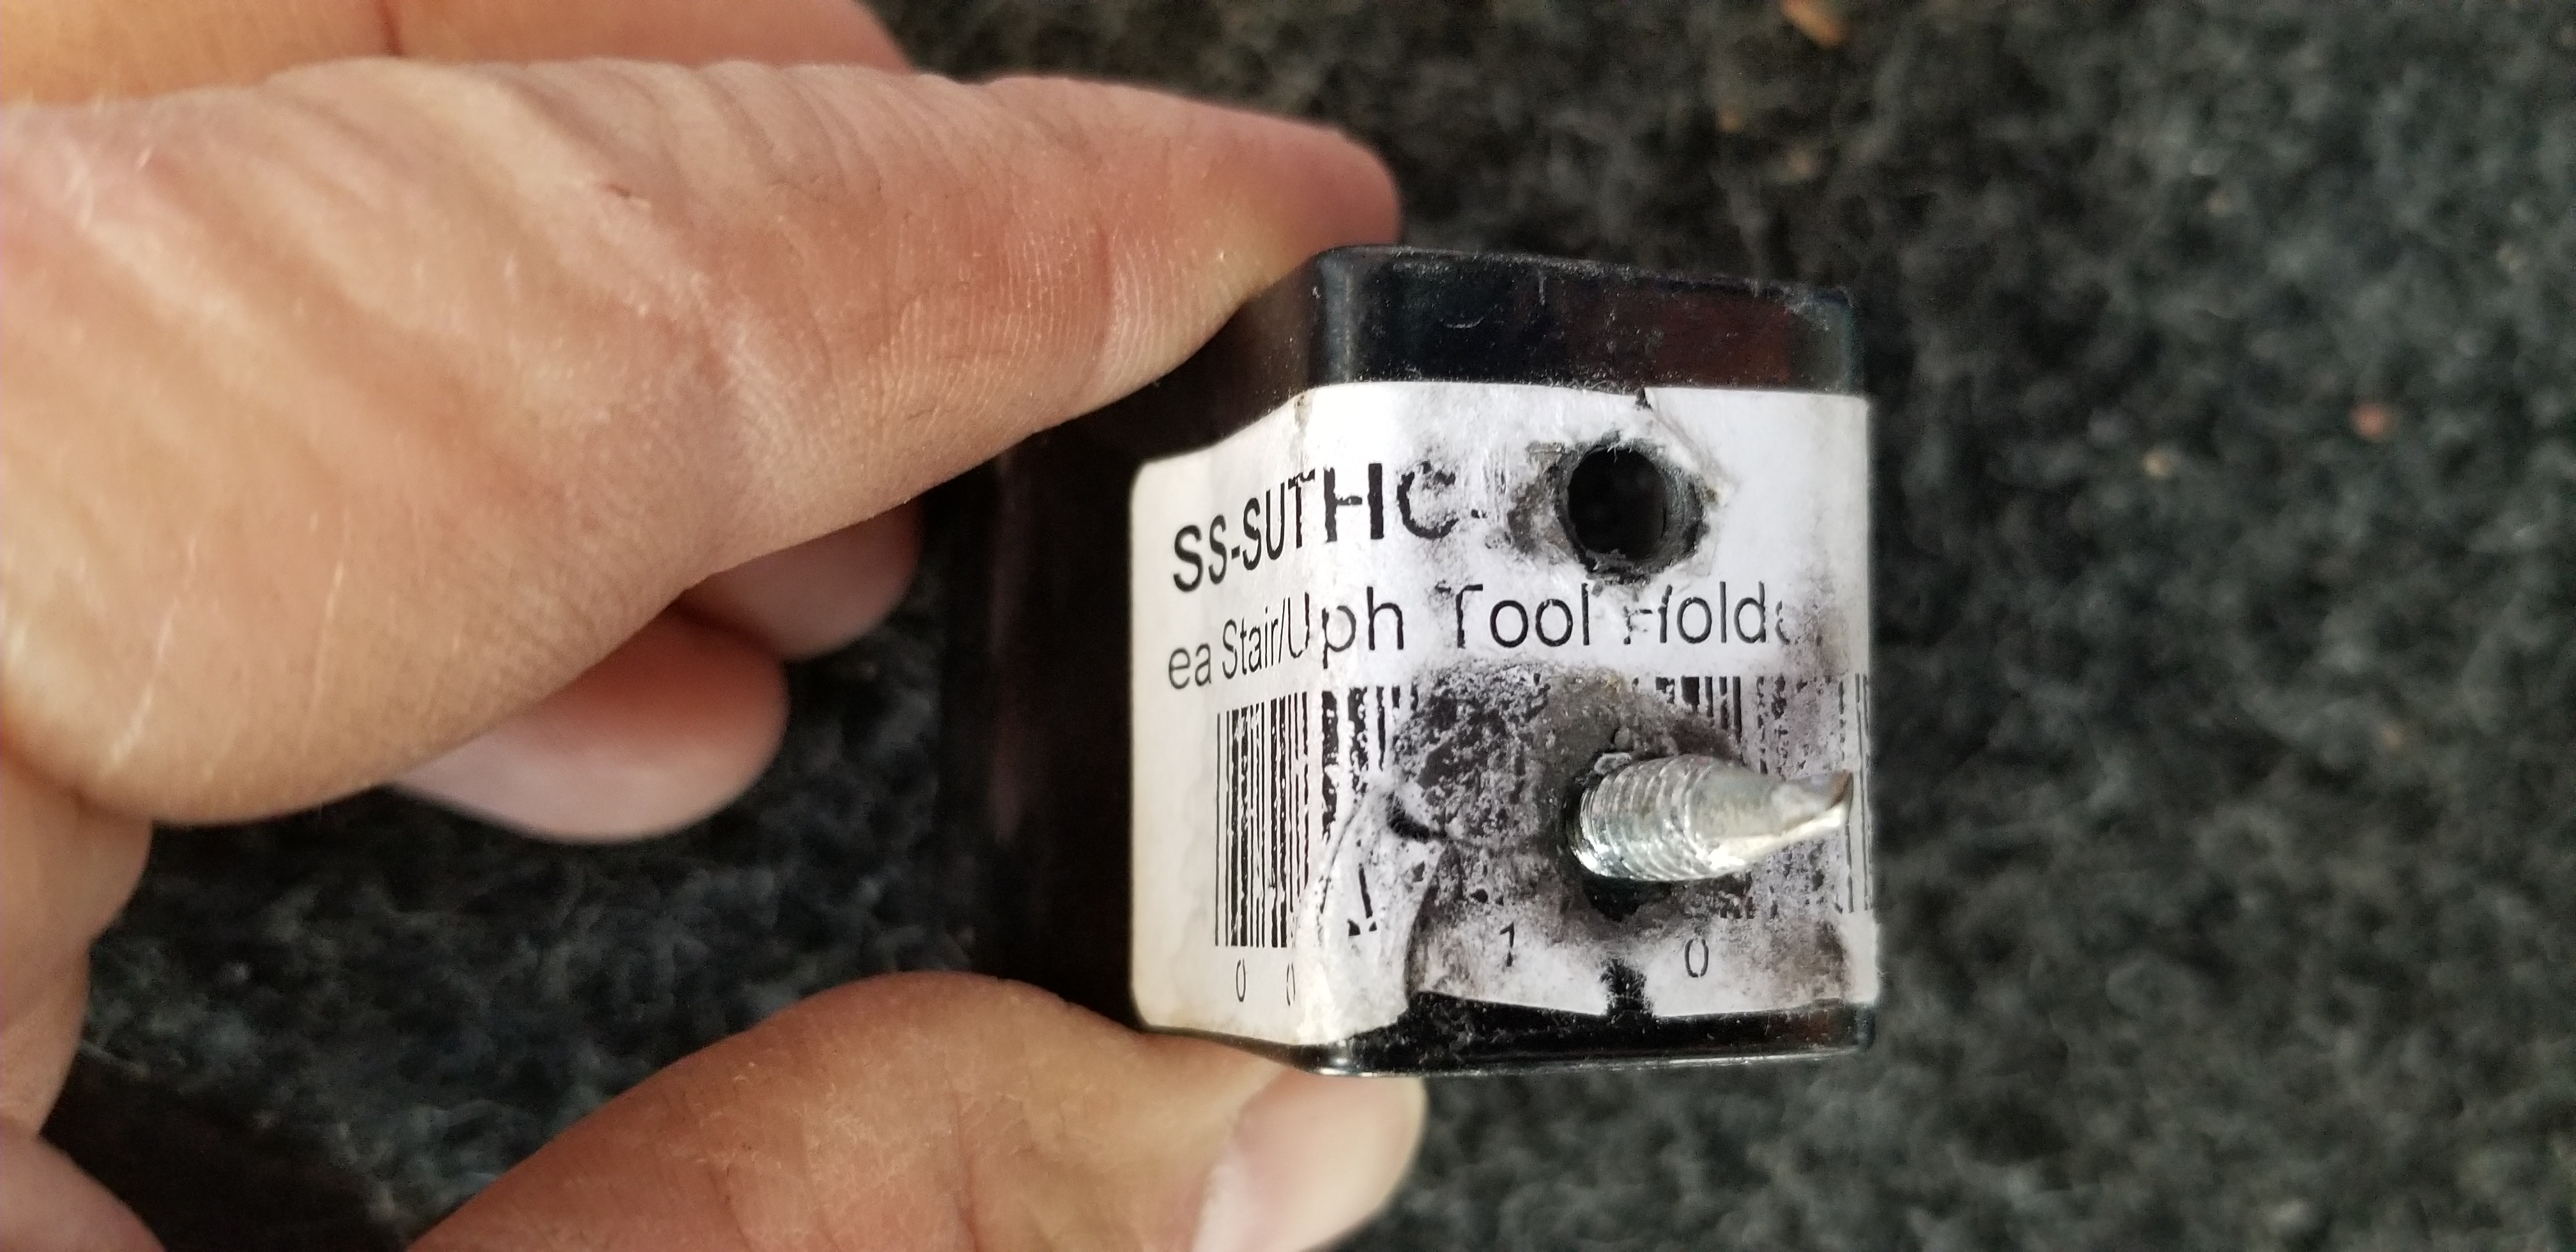 SS-SUTHC
ea Stair/Uph Tool
0 0 1 0